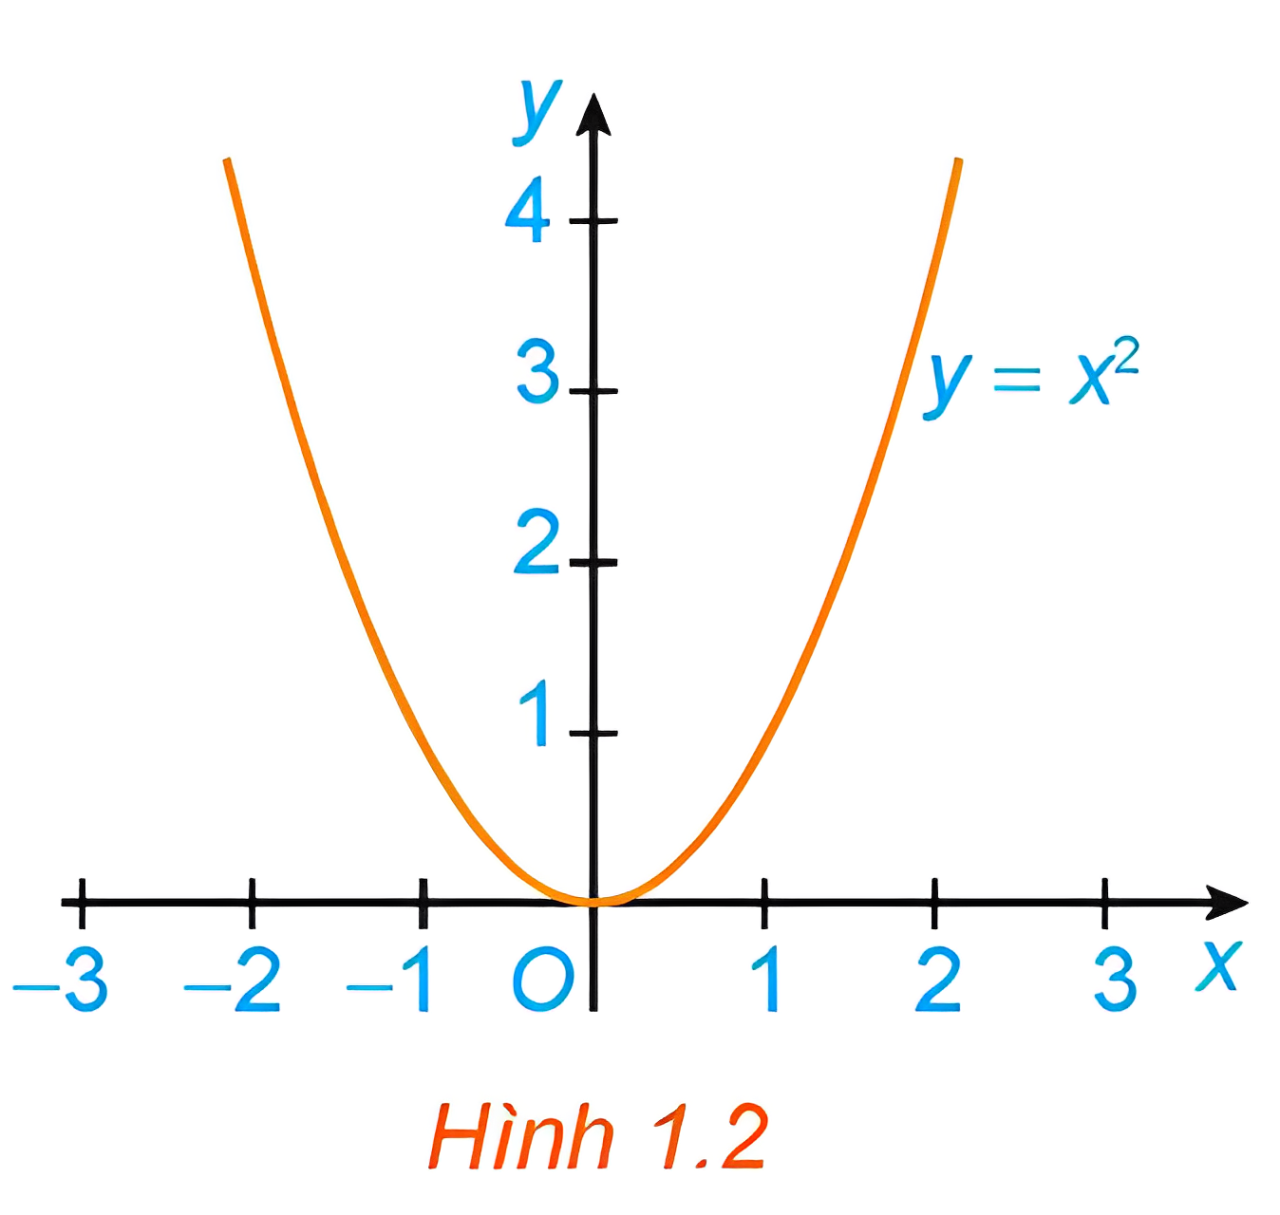 y
4
3
y = x²
2
1
–3 –2 –1 O 1 2 3 x
Hình 1.2